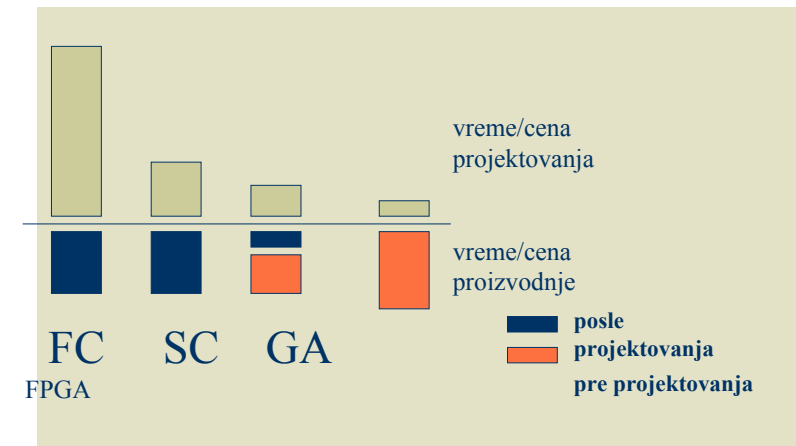 vreme/cena
projektovanja
vreme/cena
proizvodnje
posle
projektovanja
pre projektovanja
FC SC GA
FPGA